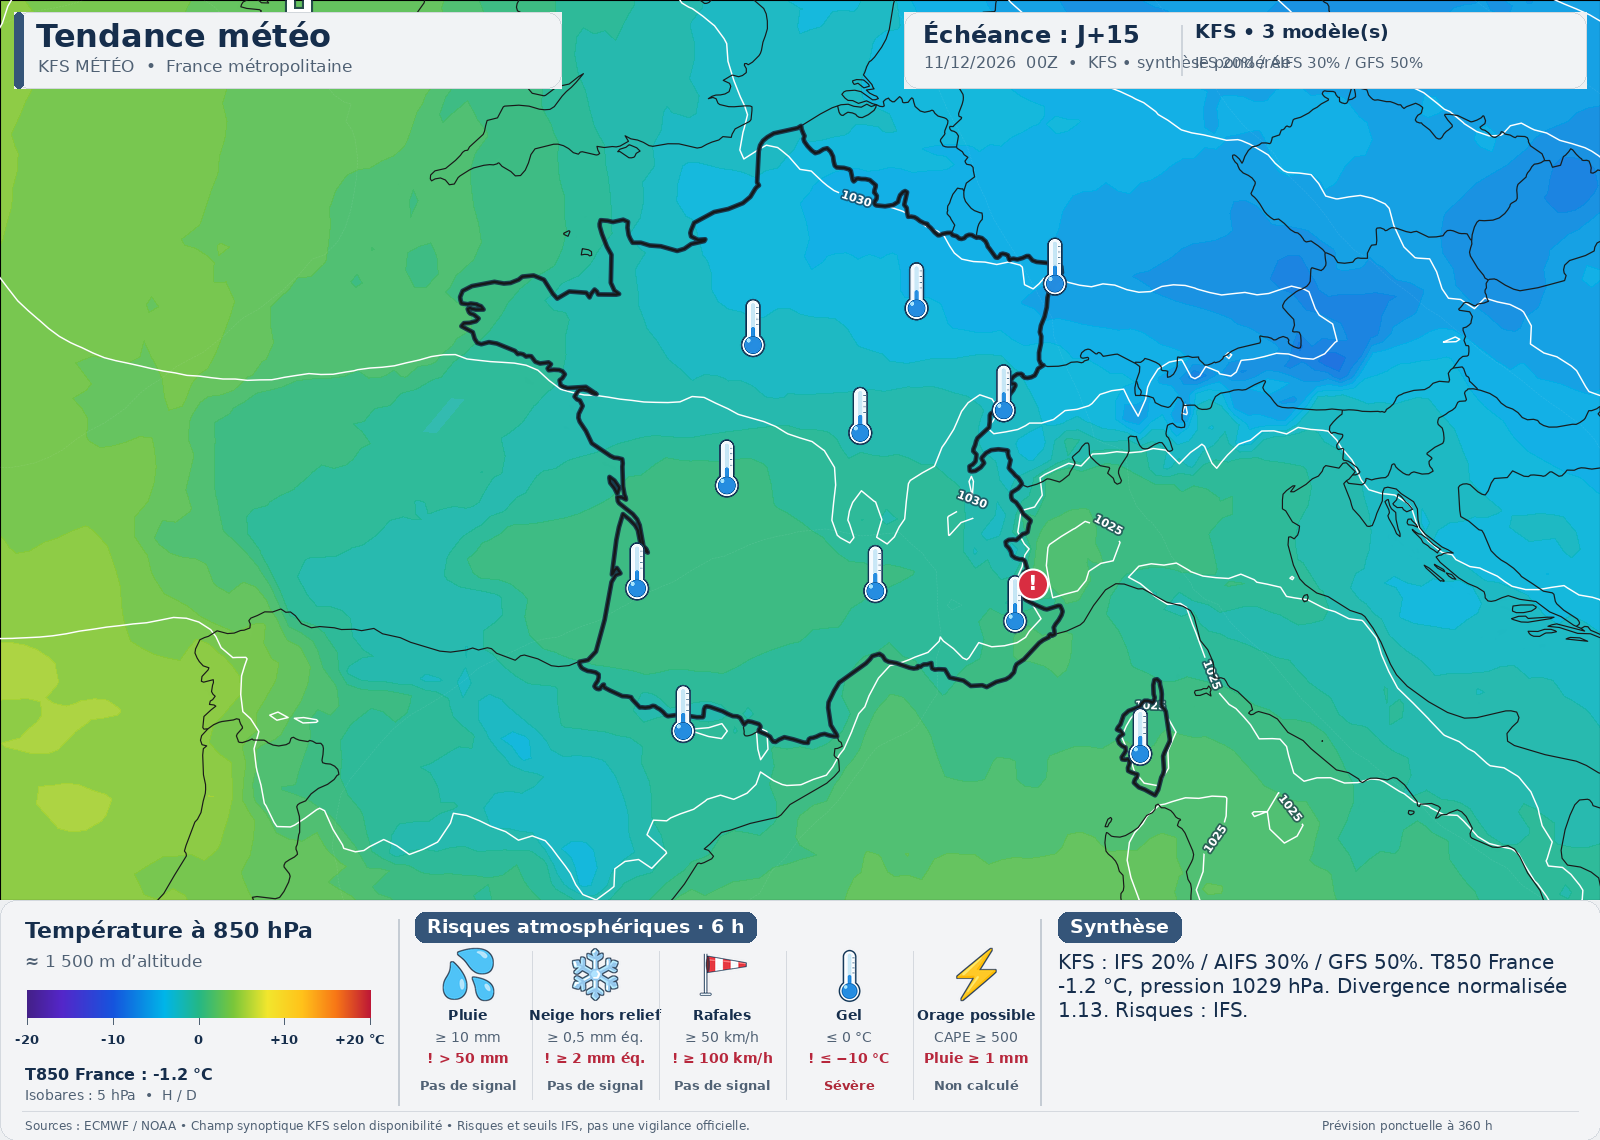 Tendance météo
KFS MÉTÉO • France métropolitaine
Échéance : J+15
11/12/2026 00Z • KFS • synthèse pondérée
KFS • 3 modèle(s)
IFS 20% / AIFS 30% / GFS 50%
1030
1030
1025
1025
1025
1025
1025
Température à 850 hPa
≈ 1 500 m d’altitude
-20 -10 0 +10 +20 °C
T850 France : -1.2 °C
Isobares : 5 hPa • H / D
Risques atmosphériques · 6 h
Pluie
≥ 10 mm
! > 50 mm
Pas de signal
Neige hors relief
≥ 0,5 mm éq.
! ≥ 2 mm éq.
Pas de signal
Rafales
≥ 50 km/h
! ≥ 100 km/h
Pas de signal
Gel
≤ 0 °C
! ≤ −10 °C
Sévère
Orage possible
CAPE ≥ 500
Pluie ≥ 1 mm
Non calculé
Synthèse
KFS : IFS 20% / AIFS 30% / GFS 50%. T850 France
-1.2 °C, pression 1029 hPa. Divergence normalisée
1.13. Risques : IFS.
Sources : ECMWF / NOAA • Champ synoptique KFS selon disponibilité • Risques et seuils IFS, pas une vigilance officielle.
Prévision ponctuelle à 360 h